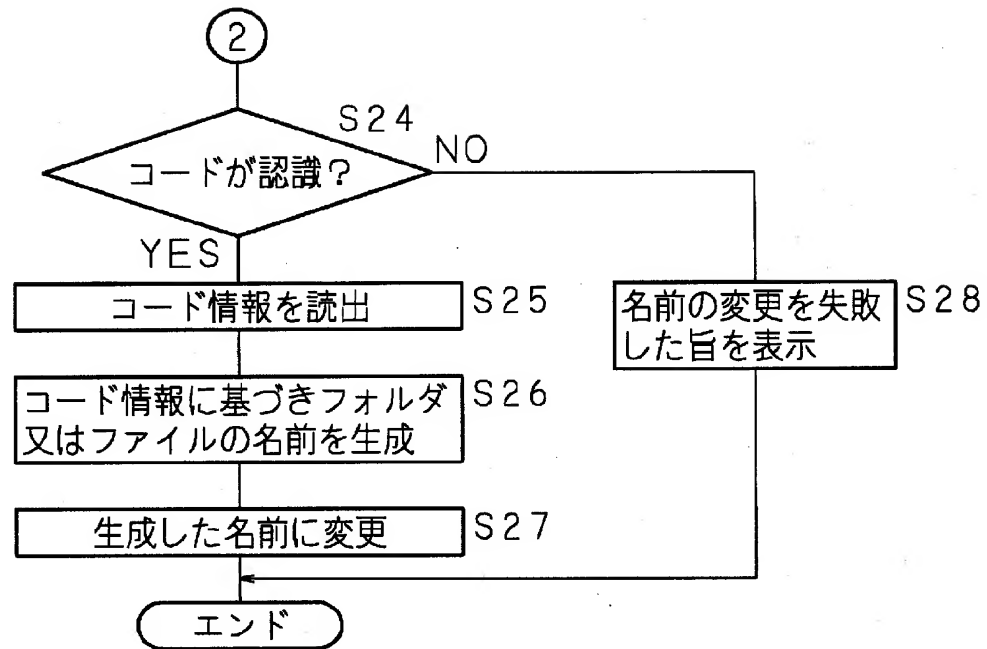 2
S24
コードが認識？
NO
YES
コード情報を読出
S25
名前の変更を失敗
した旨を表示
S28
コード情報に基づきフォルダ
又はファイルの名前を生成
S26
生成した名前に変更
S27
エンド